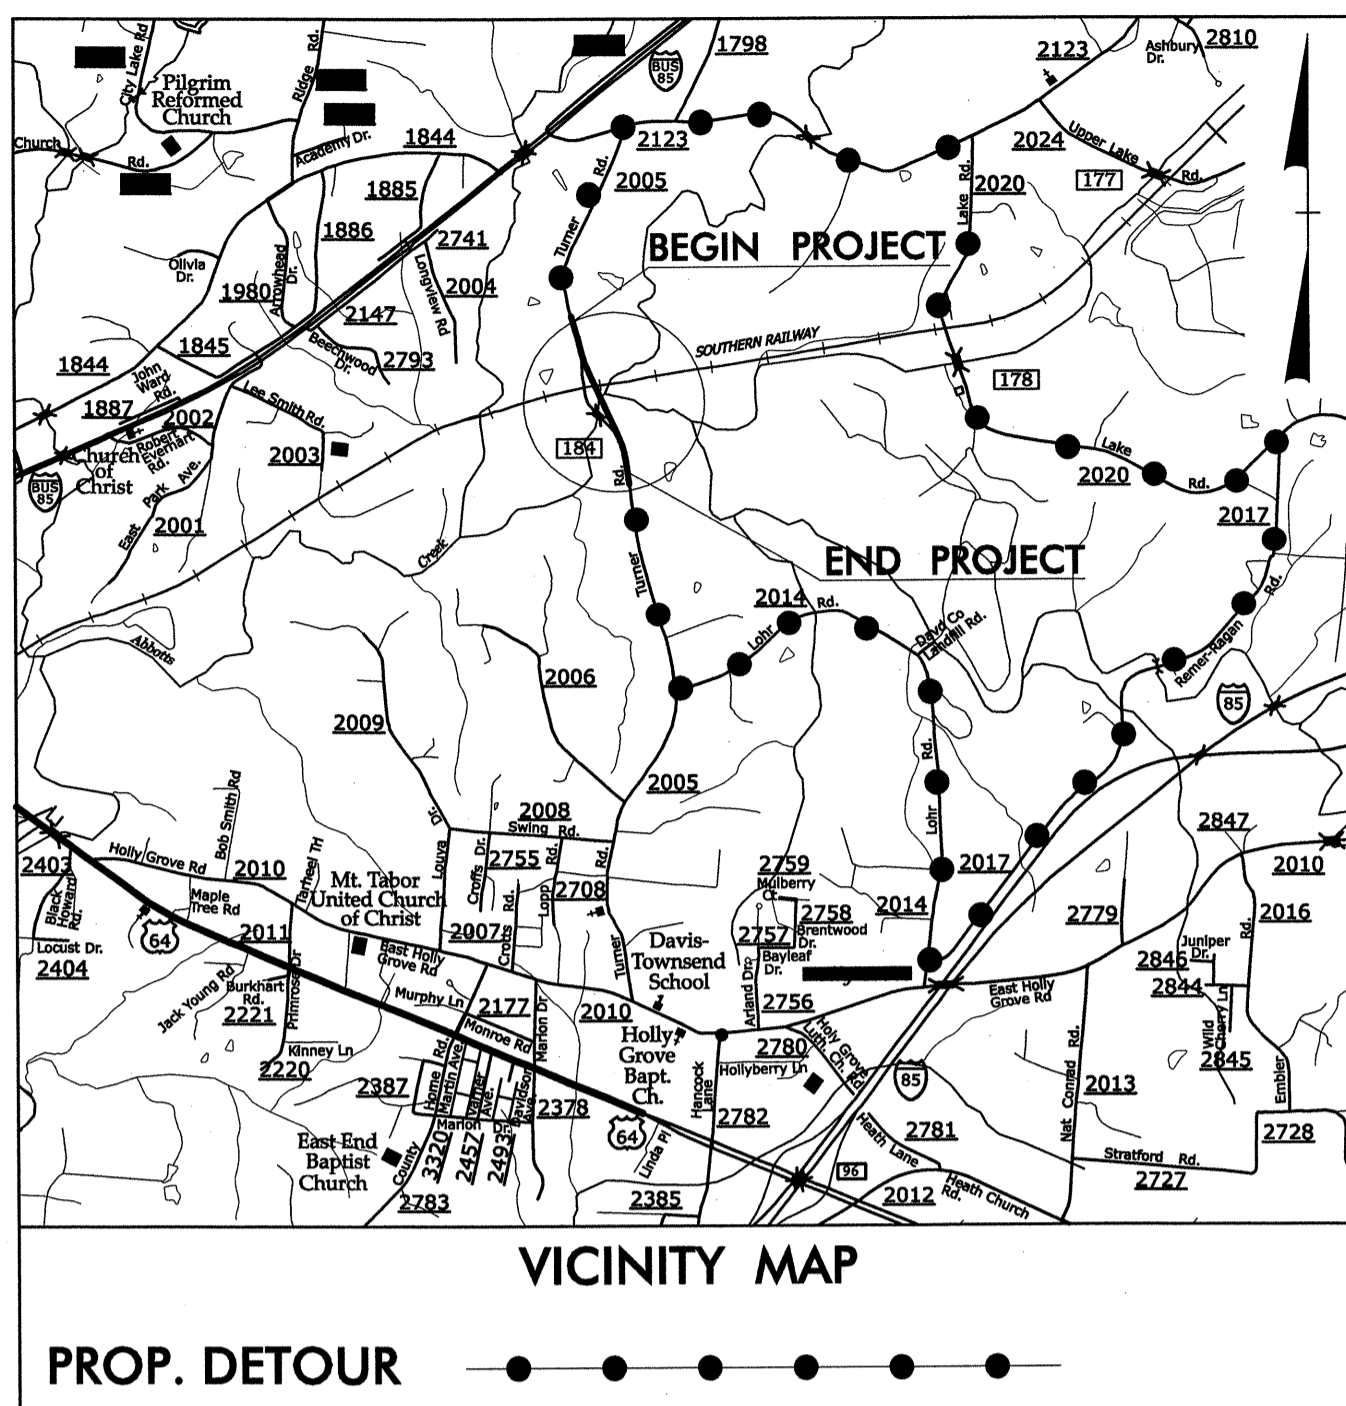 City Lake Rd
Pilgrim
Reformed
Church
Ridge Rd.
BUS
85
1798
2123
Ashbury
Dr.
2810
Church
Rd.
Academy Dr.
1844
2123
2024
Upper Lake
Rd.
177
Rd.
2005
Turner
Lake Rd.
2020
1885
1886
2741
BEGIN PROJECT
Olivia
Dr.
1980
Arrowhead
Dr.
Longview Rd
2004
2147
Beechwood
Dr.
2793
SOUTHERN RAILWAY
178
1844
1845
John
Ward
Rd.
1887
2002
Lee Smith Rd.
Robert
Everhart
Rd.
Church
of
Christ
BUS
85
2003
184
Rd.
Lake
2020
Rd.
2017
East Park Ave.
2001
Creek
END PROJECT
Turner
2014
Rd.
Lohr
Davd Co
Landfill Rd.
Rd.
Remer-Ragan
Abbotts
2006
2009
85
Rd.
2005
Lohr
Dr.
2008
Swing Rd.
Bob Smith Rd
Holly Grove Rd
2010
Tarheel Trl
Louya
Croffs Dr.
2755
Rd.
Rd.
2847
2010
2403
Black
Howard
Rd.
Maple
Tree Rd
Mt. Tabor
United Church
of Christ
Lopp
2708
2759
Mulberry
Ct.
2017
2758
Brentwood
Dr.
2014
2779
2016
Rd.
64
2011
East Holly
Grove Rd
2007
Crotts Rd.
Turner
Davis-
Townsend
School
2757
Bayleaf
Dr.
Juniper
Dr.
2846
2844
Locust Dr.
2404
Jack Young Rd
Burkhart
Rd.
2221
Primrose Dr
Murphy Ln
2177
Marion Dr
2010
Arland Dr.
2756
East Holly
Grove Rd
Wild
Cherry Ln
2845
Monroe Rd
Holly
Grove
Bapt.
Ch.
2780
Hollyberry Ln
Holy Grove
Luth. Ch. Rd.
85
Kinney Ln
2220
2387
Home Rd.
Martin Ave.
Varner
Ave.
Davidson
Ave.
2378
Hancock
Lane
2782
Nat Conrad Rd.
2013
Embler
Marion Dr.
64
Linda Pl
Heath Lane
2781
2728
East End
Baptist
Church
County
3320
2457
2493
96
Stratford Rd.
2727
2783
2385
2012
Heath Church
Rd.
VICINITY MAP
PROP. DETOUR